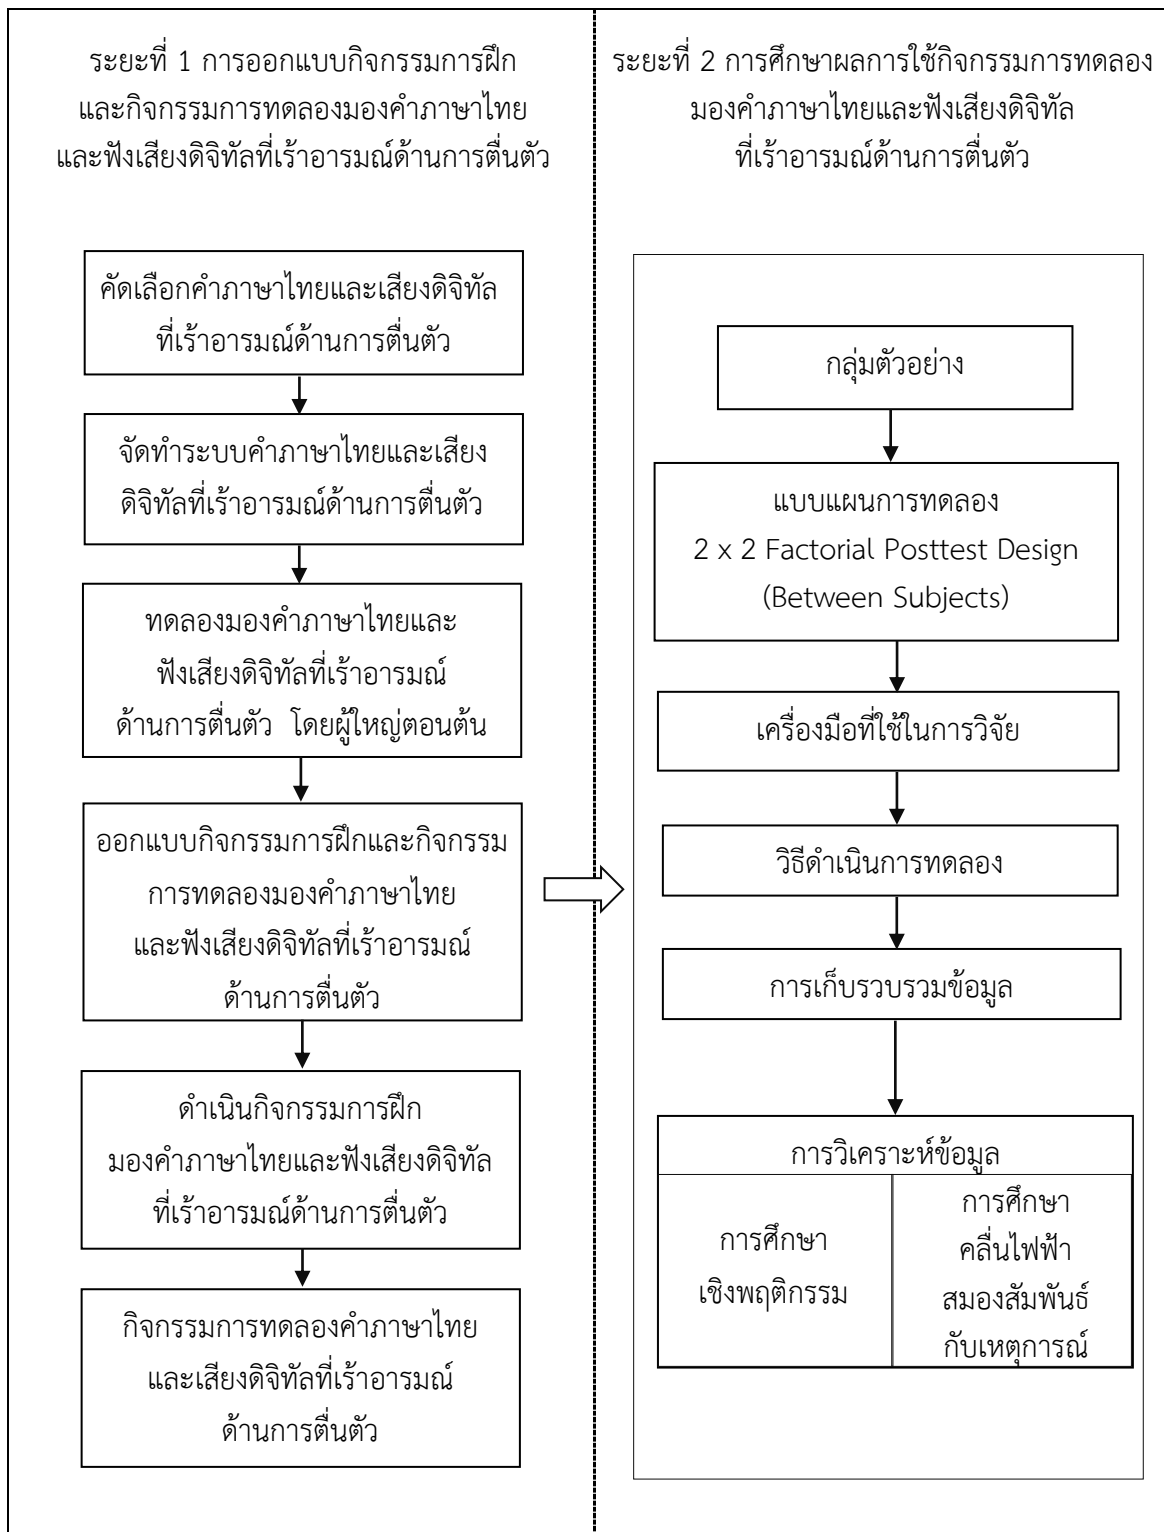 ระยะที่ 1 การออกแบบกิจกรรมการฝึก
และกิจกรรมการทดลองมองคำภาษาไทย
และฟังเสียงดิจิทัลที่เร้าอารมณ์ด้านการตื่นตัว
คัดเลือกคำภาษาไทยและเสียงดิจิทัล
ที่เร้าอารมณ์ด้านการตื่นตัว
จัดทำระบบคำภาษาไทยและเสียง
ดิจิทัลที่เร้าอารมณ์ด้านการตื่นตัว
ทดลองมองคำภาษาไทยและ
ฟังเสียงดิจิทัลที่เร้าอารมณ์
ด้านการตื่นตัว โดยผู้ใหญ่ตอนต้น
ออกแบบกิจกรรมการฝึกและกิจกรรม
การทดลองมองคำภาษาไทย
และฟังเสียงดิจิทัลที่เร้าอารมณ์
ด้านการตื่นตัว
ดำเนินกิจกรรมการฝึก
มองคำภาษาไทยและฟังเสียงดิจิทัล
ที่เร้าอารมณ์ด้านการตื่นตัว
กิจกรรมการทดลองคำภาษาไทย
และเสียงดิจิทัลที่เร้าอารมณ์
ด้านการตื่นตัว
ระยะที่ 2 การศึกษาผลการใช้กิจกรรมการทดลอง
มองคำภาษาไทยและฟังเสียงดิจิทัล
ที่เร้าอารมณ์ด้านการตื่นตัว
กลุ่มตัวอย่าง
แบบแผนการทดลอง
2 x 2 Factorial Posttest Design
(Between Subjects)
เครื่องมือที่ใช้ในการวิจัย
วิธีดำเนินการทดลอง
การเก็บรวบรวมข้อมูล
การวิเคราะห์ข้อมูล
การศึกษา
เชิงพฤติกรรม
การศึกษา
คลื่นไฟฟ้า
สมองสัมพันธ์
กับเหตุการณ์